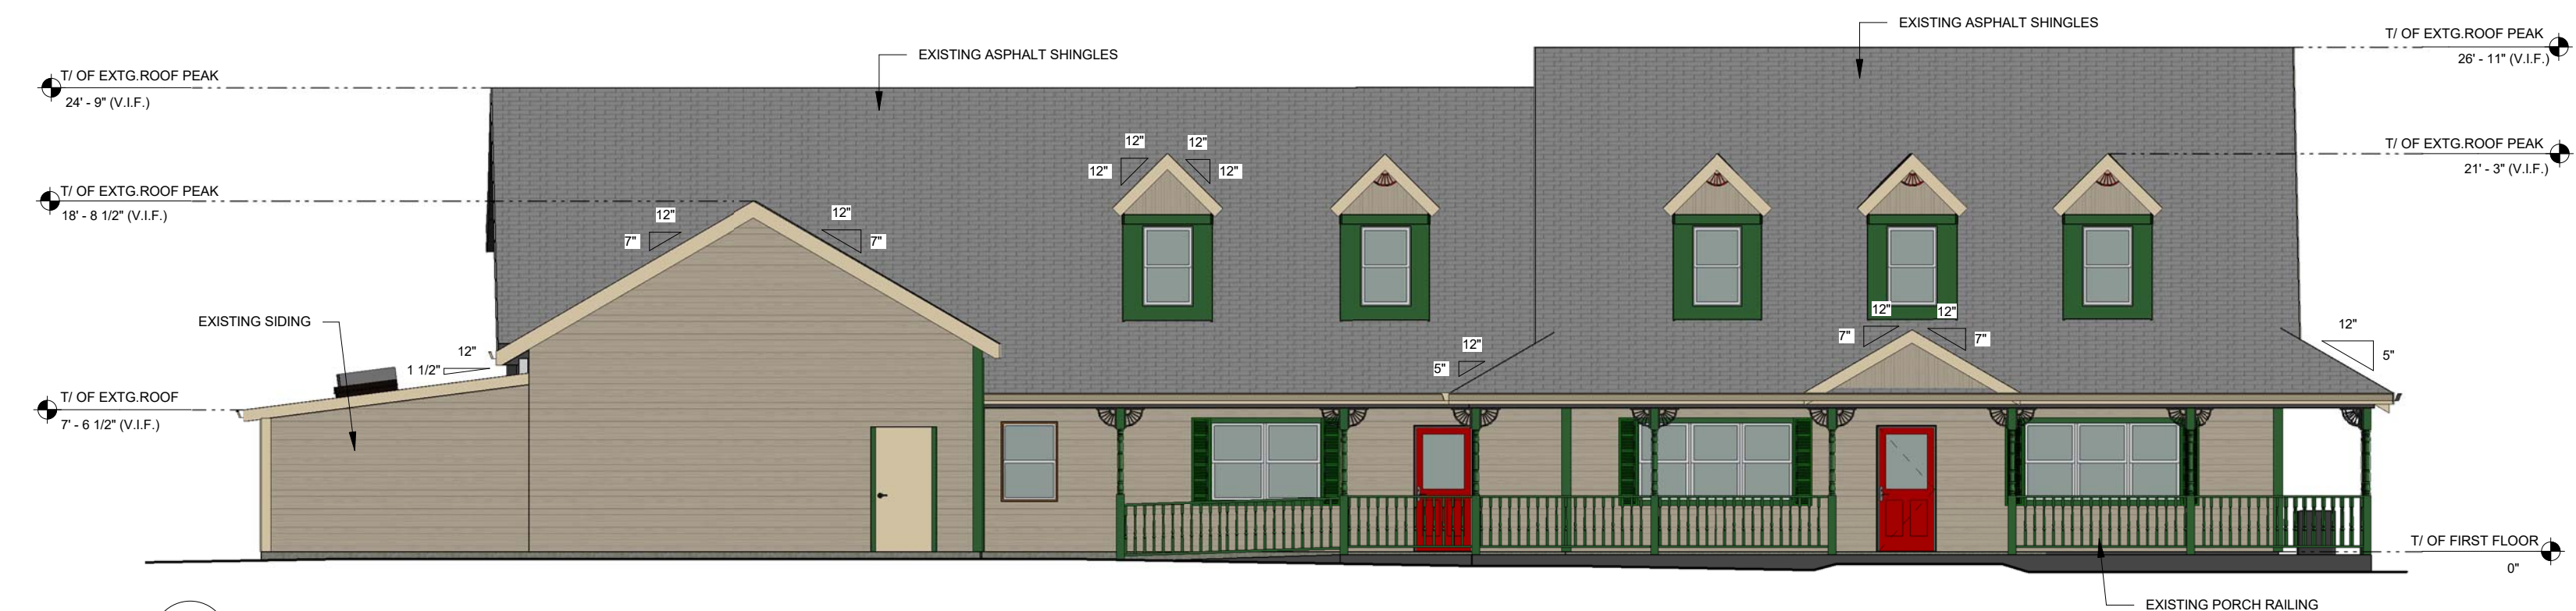 EXISTING ASPHALT SHINGLES
T/ OF EXTG.ROOF PEAK
26' - 11" (V.I.F.)
EXISTING ASPHALT SHINGLES
T/ OF EXTG.ROOF PEAK
24' - 9" (V.I.F.)
12"
12"
12"
12"
T/ OF EXTG.ROOF PEAK
21' - 3" (V.I.F.)
T/ OF EXTG.ROOF PEAK
18' - 8 1/2" (V.I.F.)
12"
7"
12"
7"
EXISTING SIDING
12"
1 1/2"
12"
5"
12"
7"
12"
7"
12"
5"
T/ OF EXTG.ROOF
7' - 6 1/2" (V.I.F.)
T/ OF FIRST FLOOR
0"
EXISTING PORCH RAILING